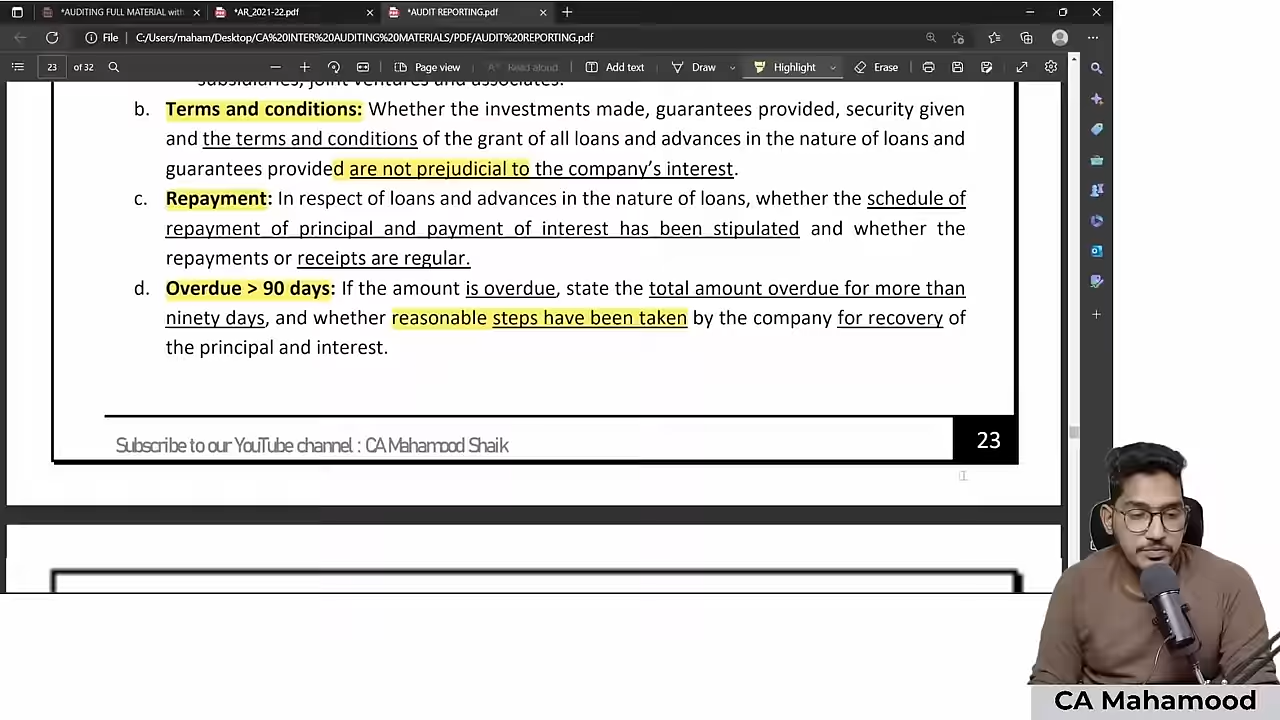 *AUDITING FULL MATERIAL with
*AR_2021-22.pdf
*AUDIT REPORTING.pdf
File
C:/Users/maham/Desktop/CA%20INTER%20AUDITING%20MATERIALS/PDF/AUDIT%20REPORTING.pdf
23 of 32
Page view
Read aloud
Add text
Draw
Highlight
Erase
subsidiaries, joint ventures and associates.
b. Terms and conditions: Whether the investments made, guarantees provided, security given
and the terms and conditions of the grant of all loans and advances in the nature of loans and
guarantees provided are not prejudicial to the company's interest.
c. Repayment: In respect of loans and advances in the nature of loans, whether the schedule of
repayment of principal and payment of interest has been stipulated and whether the
repayments or receipts are regular.
d. Overdue > 90 days: If the amount is overdue, state the total amount overdue for more than
ninety days, and whether reasonable steps have been taken by the company for recovery of
the principal and interest.
Subscribe to our YouTube channel : CA Mahamood Shaik
23
CA Mahamood